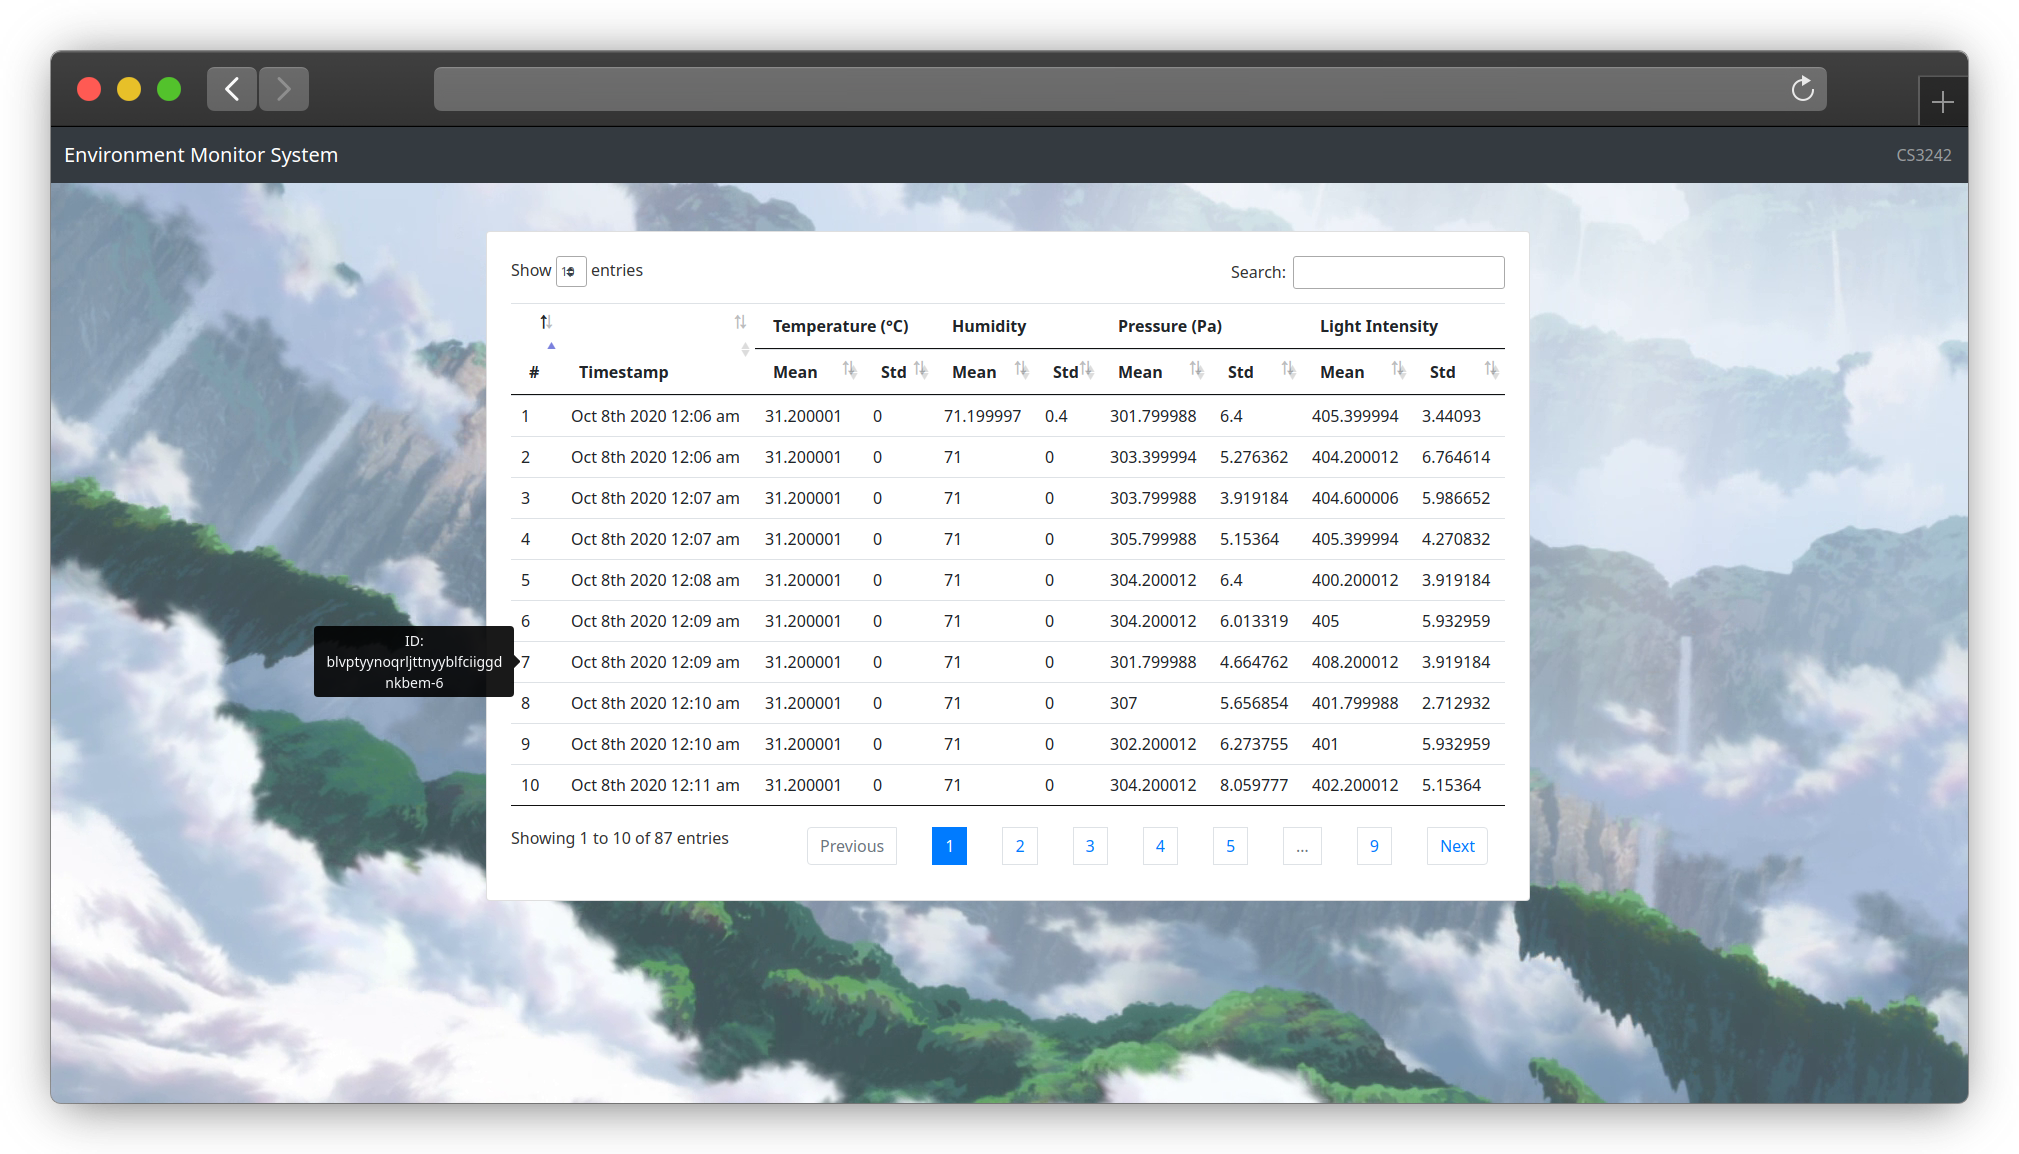 Environment Monitor System
CS3242
Show 10 entries
Search:
Temperature (°C) Humidity Pressure (Pa) Light Intensity
# Timestamp Mean Std Mean Std Mean Std Mean Std
1 Oct 8th 2020 12:06 am 31.200001 0 71.199997 0.4 301.799988 6.4 405.399994 3.44093
2 Oct 8th 2020 12:06 am 31.200001 0 71 0 303.399994 5.276362 404.200012 6.764614
3 Oct 8th 2020 12:07 am 31.200001 0 71 0 303.799988 3.919184 404.600006 5.986652
4 Oct 8th 2020 12:07 am 31.200001 0 71 0 305.799988 5.15364 405.399994 4.270832
5 Oct 8th 2020 12:08 am 31.200001 0 71 0 304.200012 6.4 400.200012 3.919184
6 Oct 8th 2020 12:09 am 31.200001 0 71 0 304.200012 6.013319 405 5.932959
ID:
blvptyynoqrljttnyyblfciiggd
nkbem-6
7 Oct 8th 2020 12:09 am 31.200001 0 71 0 301.799988 4.664762 408.200012 3.919184
8 Oct 8th 2020 12:10 am 31.200001 0 71 0 307 5.656854 401.799988 2.712932
9 Oct 8th 2020 12:10 am 31.200001 0 71 0 302.200012 6.273755 401 5.932959
10 Oct 8th 2020 12:11 am 31.200001 0 71 0 304.200012 8.059777 402.200012 5.15364
Showing 1 to 10 of 87 entries
Previous 1 2 3 4 5 ... 9 Next